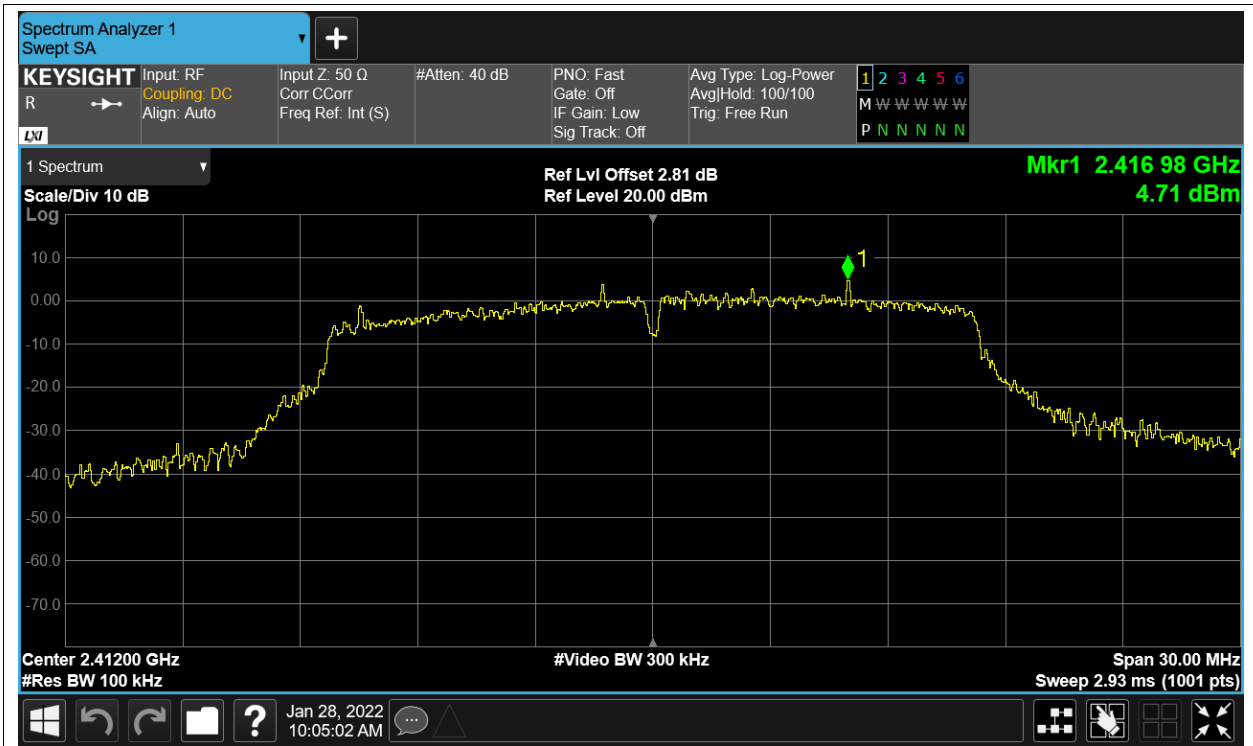 Spectrum Analyzer 1
Swept SA
KEYSIGHT
R
LXI
Input: RF
Coupling: DC
Align: Auto
Input Z: 50 Ω
Corr CCorr
Freq Ref: Int (S)
#Atten: 40 dB
PNO: Fast
Gate: Off
IF Gain: Low
Sig Track: Off
Avg Type: Log-Power
Avg|Hold: 100/100
Trig: Free Run
1 2 3 4 5 6
M W W W W W
P N N N N N
1 Spectrum
Scale/Div 10 dB
Log
Ref Lvl Offset 2.81 dB
Ref Level 20.00 dBm
Mkr1 2.416 98 GHz
4.71 dBm
1
10.0
0.00
-10.0
-20.0
-30.0
-40.0
-50.0
-60.0
-70.0
Center 2.41200 GHz
#Res BW 100 kHz
#Video BW 300 kHz
Span 30.00 MHz
Sweep 2.93 ms (1001 pts)
?
Jan 28, 2022
10:05:02 AM